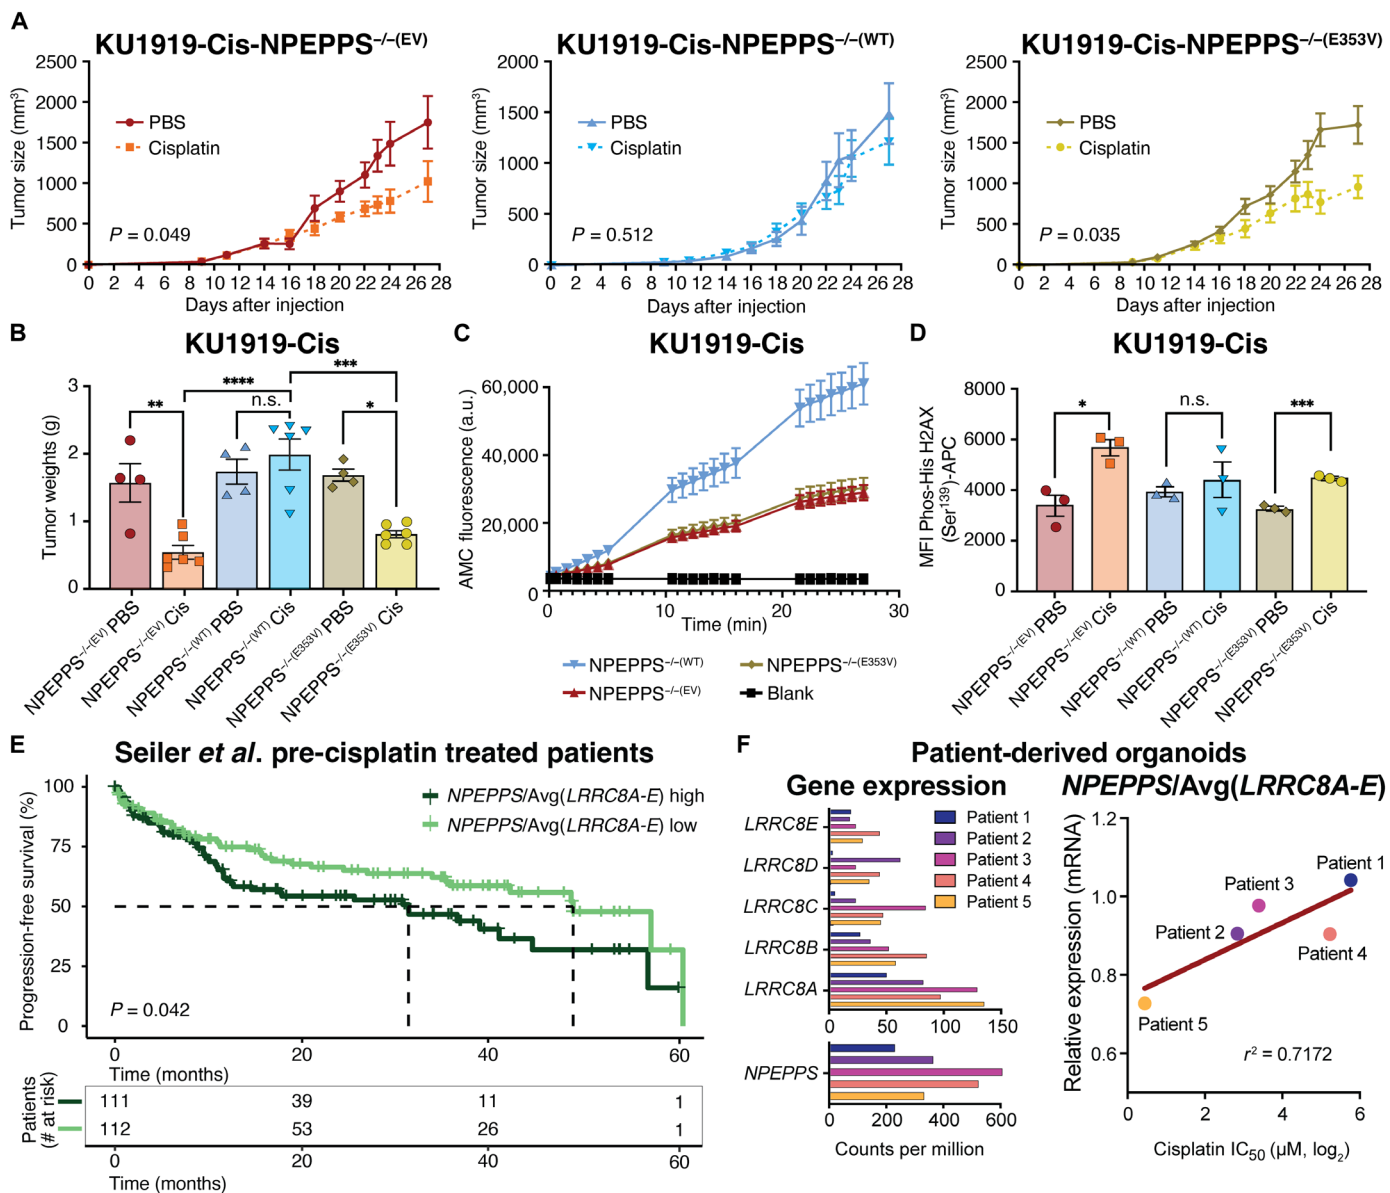 A
KU1919-Cis-NPEPPS−/−(EV)
Tumor size (mm3)
2500
2000
1500
1000
500
0
PBS
Cisplatin
P = 0.049
0 2 4 6 8 10 12 14 16 18 20 22 24 26 28
Days after injection
KU1919-Cis-NPEPPS−/−(WT)
Tumor size (mm3)
2000
1500
1000
500
0
PBS
Cisplatin
P = 0.512
0 2 4 6 8 10 12 14 16 18 20 22 24 26 28
Days after injection
KU1919-Cis-NPEPPS−/−(E353V)
Tumor size (mm3)
2500
2000
1500
1000
500
0
PBS
Cisplatin
P = 0.035
0 2 4 6 8 10 12 14 16 18 20 22 24 26 28
Days after injection
B
KU1919-Cis
Tumor weights (g)
3
2
1
0
**
****
n.s.
***
*
NPEPPS−/−(EV) PBS
NPEPPS−/−(EV) Cis
NPEPPS−/−(WT) PBS
NPEPPS−/−(WT) Cis
NPEPPS−/−(E353V) PBS
NPEPPS−/−(E353V) Cis
C
KU1919-Cis
AMC fluorescence (a.u.)
60,000
40,000
20,000
0
0 10 20 30
Time (min)
NPEPPS−/−(WT)
NPEPPS−/−(E353V)
NPEPPS−/−(EV)
Blank
D
KU1919-Cis
MFI Phos-His H2AX
(Ser139)-APC
8000
6000
4000
2000
0
*
n.s.
***
NPEPPS−/−(EV) PBS
NPEPPS−/−(EV) Cis
NPEPPS−/−(WT) PBS
NPEPPS−/−(WT) Cis
NPEPPS−/−(E353V) PBS
NPEPPS−/−(E353V) Cis
E
Seiler et al. pre-cisplatin treated patients
Progression-free survival (%)
100
75
50
25
0
NPEPPS/Avg(LRRC8A-E) high
NPEPPS/Avg(LRRC8A-E) low
P = 0.042
0 20 40 60
Time (months)
Patients
(# at risk)
111 39 11 1
112 53 26 1
0 20 40 60
Time (months)
F
Patient-derived organoids
Gene expression
LRRC8E
LRRC8D
LRRC8C
LRRC8B
LRRC8A
Patient 1
Patient 2
Patient 3
Patient 4
Patient 5
0 50 100 150
NPEPPS
0 200 400 600
Counts per million
NPEPPS/Avg(LRRC8A-E)
Relative expression (mRNA)
1.2
1.0
0.8
0.6
Patient 1
Patient 3
Patient 2
Patient 4
Patient 5
r2 = 0.7172
0 2 4 6
Cisplatin IC50 (µM, log2)